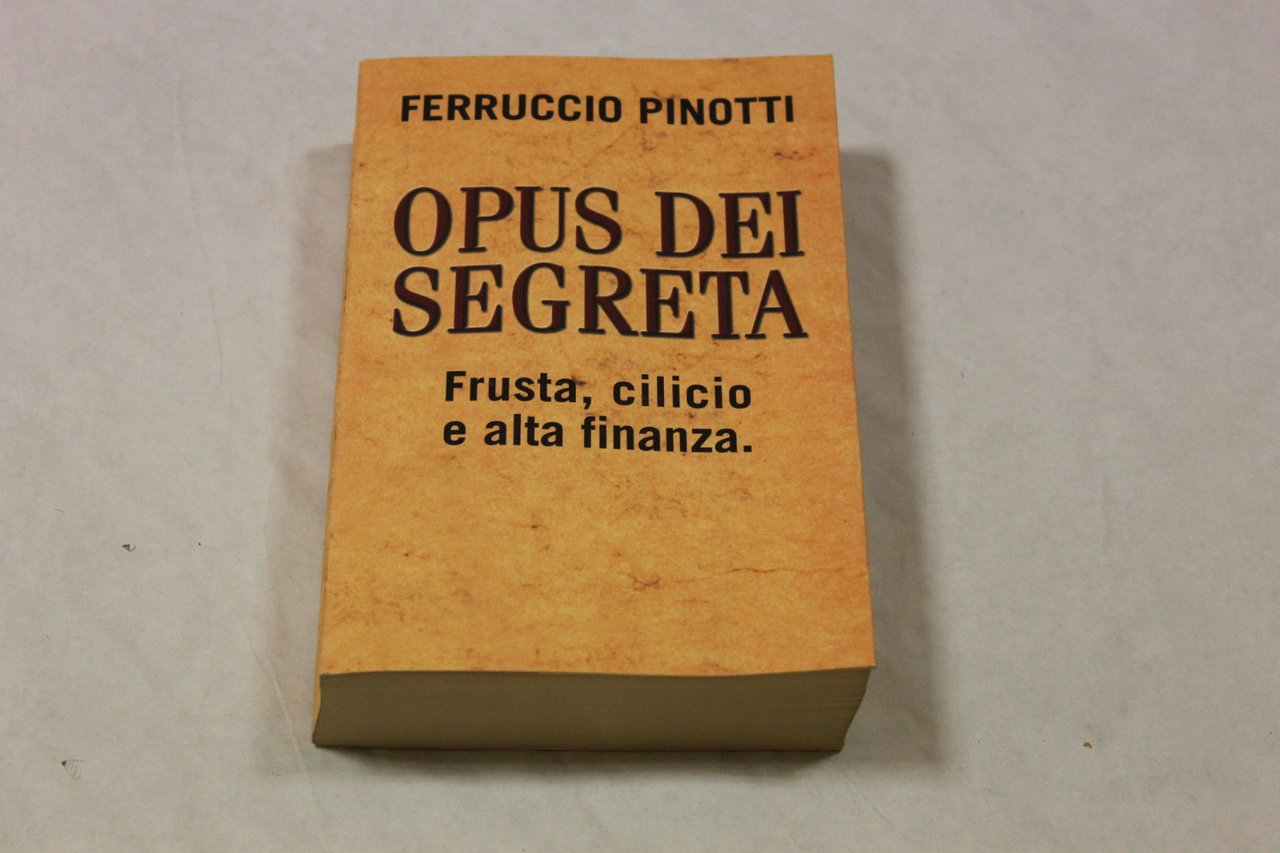 FERRUCCIO PINOTTI
OPUS DEI
SEGRETA
Frusta, cilicio
e alta finanza.